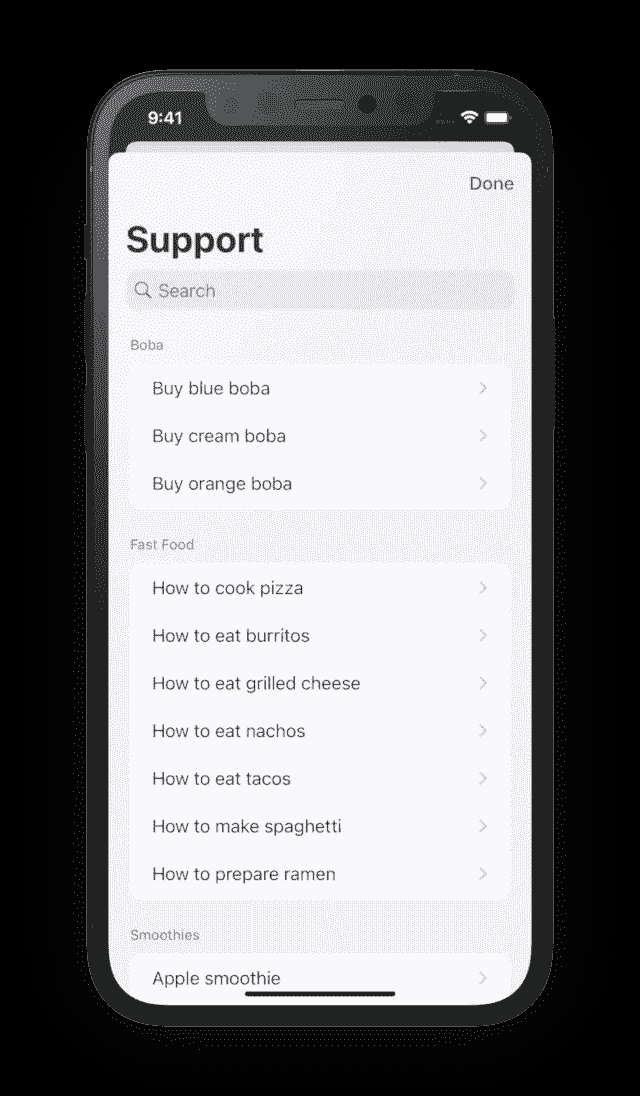 9:41
Done
Support
Search
Boba
Buy blue boba
Buy cream boba
Buy orange boba
Fast Food
How to cook pizza
How to eat burritos
How to eat grilled cheese
How to eat nachos
How to eat tacos
How to make spaghetti
How to prepare ramen
Smoothies
Apple smoothie